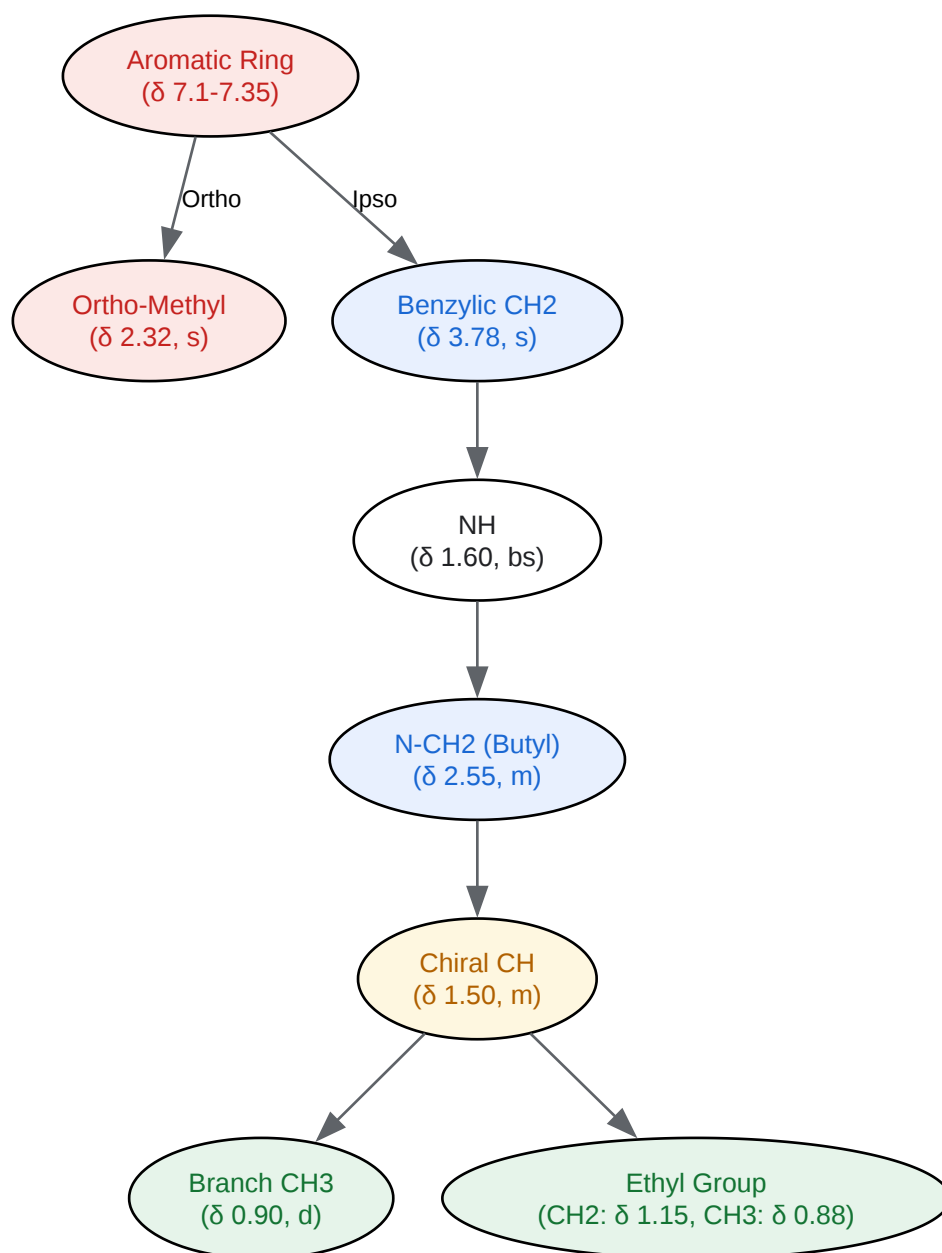 Aromatic Ring
(δ 7.1-7.35)
Ortho
Ipso
Ortho-Methyl
(δ 2.32, s)
Benzylic CH2
(δ 3.78, s)
NH
(δ 1.60, bs)
N-CH2 (Butyl)
(δ 2.55, m)
Chiral CH
(δ 1.50, m)
Branch CH3
(δ 0.90, d)
Ethyl Group
(CH2: δ 1.15, CH3: δ 0.88)